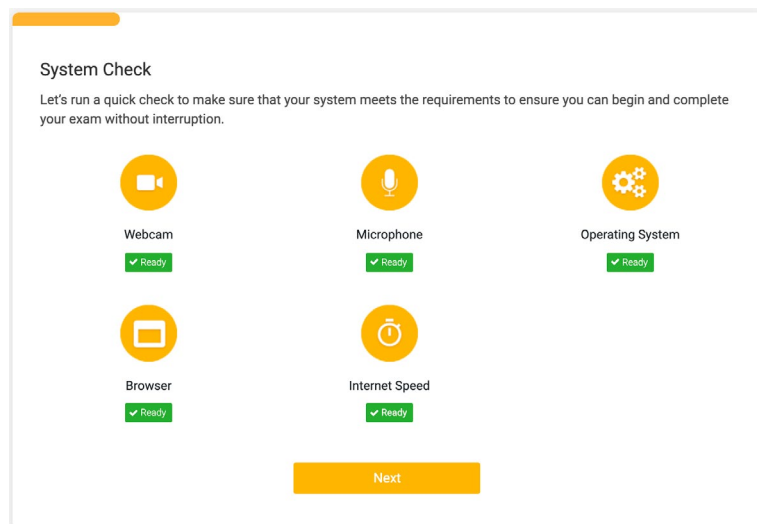 System Check
Let's run a quick check to make sure that your system meets the requirements to ensure you can begin and complete
your exam without interruption.
Webcam
Microphone
Operating System
Ready
Ready
Ready
Browser
Internet Speed
Ready
Ready
Next